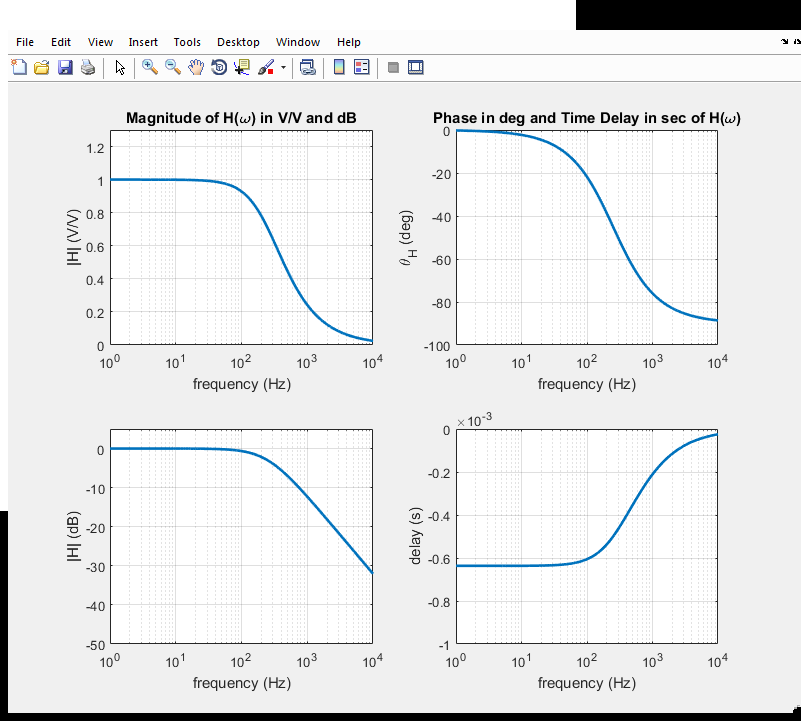 File Edit View Insert Tools Desktop Window Help
Magnitude of H(ω) in V/V and dB
1.2
1
0.8
0.6
0.4
0.2
0
|H| (V/V)
10^0 10^1 10^2 10^3 10^4
frequency (Hz)
Phase in deg and Time Delay in sec of H(ω)
0
-20
-40
-60
-80
-100
θ_H (deg)
10^0 10^1 10^2 10^3 10^4
frequency (Hz)
0
-10
-20
-30
-40
-50
|H| (dB)
10^0 10^1 10^2 10^3 10^4
frequency (Hz)
×10^-3
0
-0.2
-0.4
-0.6
-0.8
-1
delay (s)
10^0 10^1 10^2 10^3 10^4
frequency (Hz)